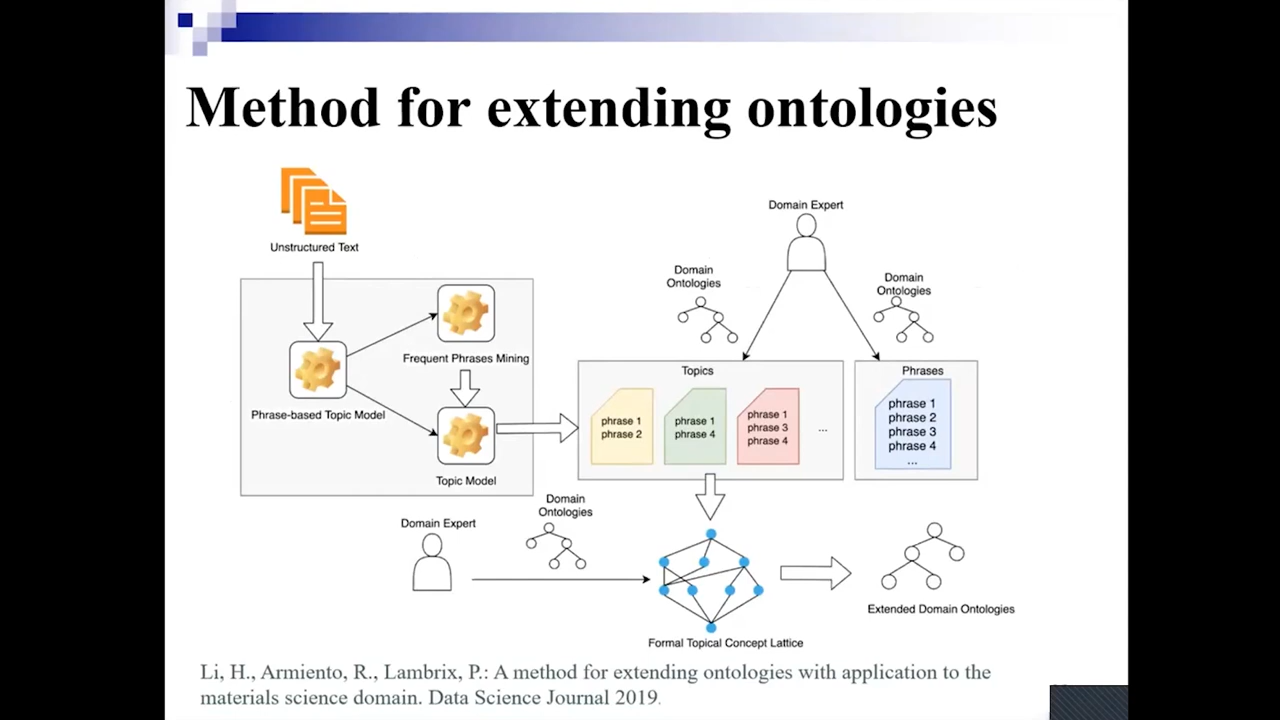 Method for extending ontologies
Unstructured Text
Phrase-based Topic Model
Frequent Phrases Mining
Topic Model
Domain Expert
Domain
Ontologies
Domain
Ontologies
Topics
phrase 1
phrase 2
phrase 1
phrase 4
phrase 1
phrase 3
phrase 4
...
Phrases
phrase 1
phrase 2
phrase 3
phrase 4
...
Domain Expert
Domain
Ontologies
Formal Topical Concept Lattice
Extended Domain Ontologies
Li, H., Armiento, R., Lambrix, P.: A method for extending ontologies with application to the
materials science domain. Data Science Journal 2019.